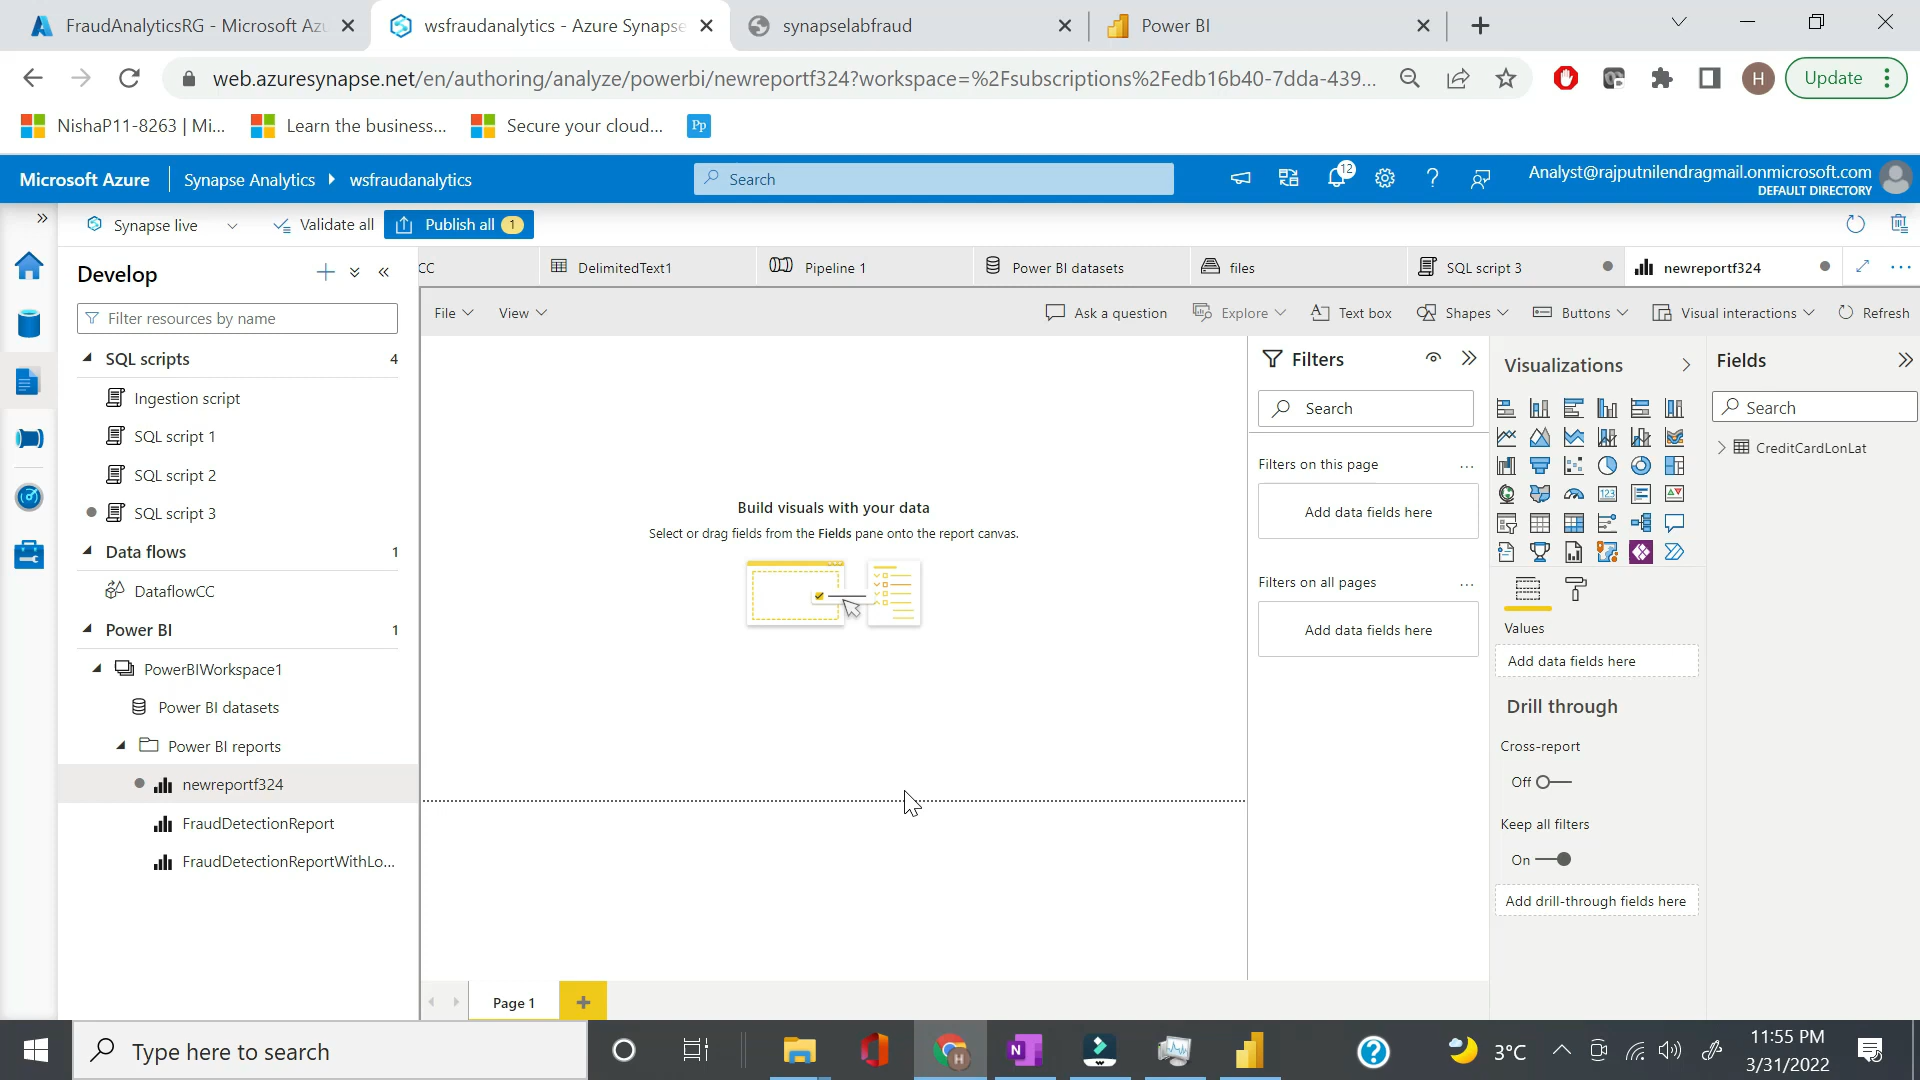 FraudAnalyticsRG - Microsoft Azu
wsfraudanalytics - Azure Synapse
synapselabfraud
Power BI
web.azuresynapse.net/en/authoring/analyze/powerbi/newreportf324?workspace=%2Fsubscriptions%2Fedb16b40-7dda-439...
H
Update
NishaP11-8263 | Mi...
Learn the business...
Secure your cloud...
Pp
Microsoft Azure
Synapse Analytics
wsfraudanalytics
Search
12
Analyst@rajputnilendragmail.onmicrosoft.com
DEFAULT DIRECTORY
Synapse live
Validate all
Publish all 1
Develop
CC
DelimitedText1
Pipeline 1
Power BI datasets
files
SQL script 3
newreportf324
Filter resources by name
File
View
Ask a question
Explore
Text box
Shapes
Buttons
Visual interactions
Refresh
SQL scripts 4
Ingestion script
SQL script 1
SQL script 2
SQL script 3
Data flows 1
DataflowCC
Power BI 1
PowerBIWorkspace1
Power BI datasets
Power BI reports
newreportf324
FraudDetectionReport
FraudDetectionReportWithLo...
Build visuals with your data
Select or drag fields from the Fields pane onto the report canvas.
Page 1
Filters
Search
Filters on this page
Add data fields here
Filters on all pages
Add data fields here
Visualizations
123
Values
Add data fields here
Drill through
Cross-report
Off
Keep all filters
On
Add drill-through fields here
Fields
Search
CreditCardLonLat
Type here to search
H
N
3°C
11:55 PM
3/31/2022